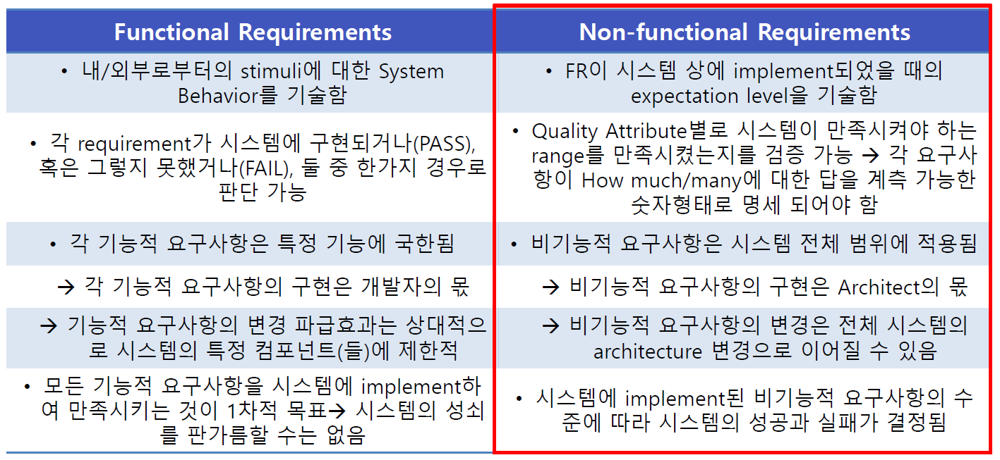 Functional Requirements
Non-functional Requirements
• 내/외부로부터의 stimuli에 대한 System
Behavior를 기술함
• FR이 시스템 상에 implement되었을 때의
expectation level을 기술함
• 각 requirement가 시스템에 구현되거나(PASS),
혹은 그렇지 못했거나(FAIL), 둘 중 한가지 경우로
판단 가능
• Quality Attribute별로 시스템이 만족시켜야 하는
range를 만족시켰는지를 검증 가능 → 각 요구사
항이 How much/many에 대한 답을 계측 가능한
숫자형태로 명세 되어야 함
• 각 기능적 요구사항은 특정 기능에 국한됨
• 비기능적 요구사항은 시스템 전체 범위에 적용됨
→ 각 기능적 요구사항의 구현은 개발자의 몫
→ 비기능적 요구사항의 구현은 Architect의 몫
→ 기능적 요구사항의 변경 파급효과는 상대적으
로 시스템의 특정 컴포넌트(들)에 제한적
→ 비기능적 요구사항의 변경은 전체 시스템의
architecture 변경으로 이어질 수 있음
• 모든 기능적 요구사항을 시스템에 implement하
여 만족시키는 것이 1차적 목표→ 시스템의 성쇠
를 판가름할 수는 없음
• 시스템에 implement된 비기능적 요구사항의 수
준에 따라 시스템의 성공과 실패가 결정됨